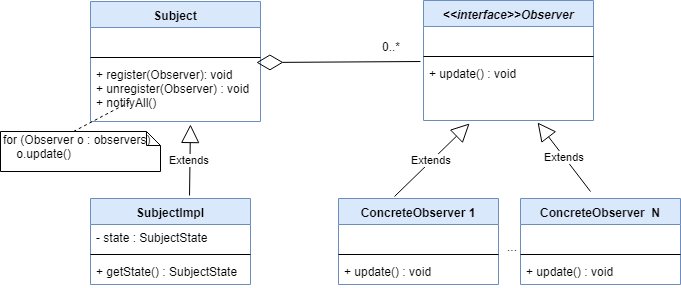 Subject
<<interface>>Observer
0..*
+ register(Observer): void
+ unregister(Observer) : void
+ notifyAll()
+ update() : void
for (Observer o : observers)
o.update()
Extends
Extends
Extends
SubjectImpl
- state : SubjectState
+ getState() : SubjectState
ConcreteObserver 1
+ update() : void
...
ConcreteObserver N
+ update() : void